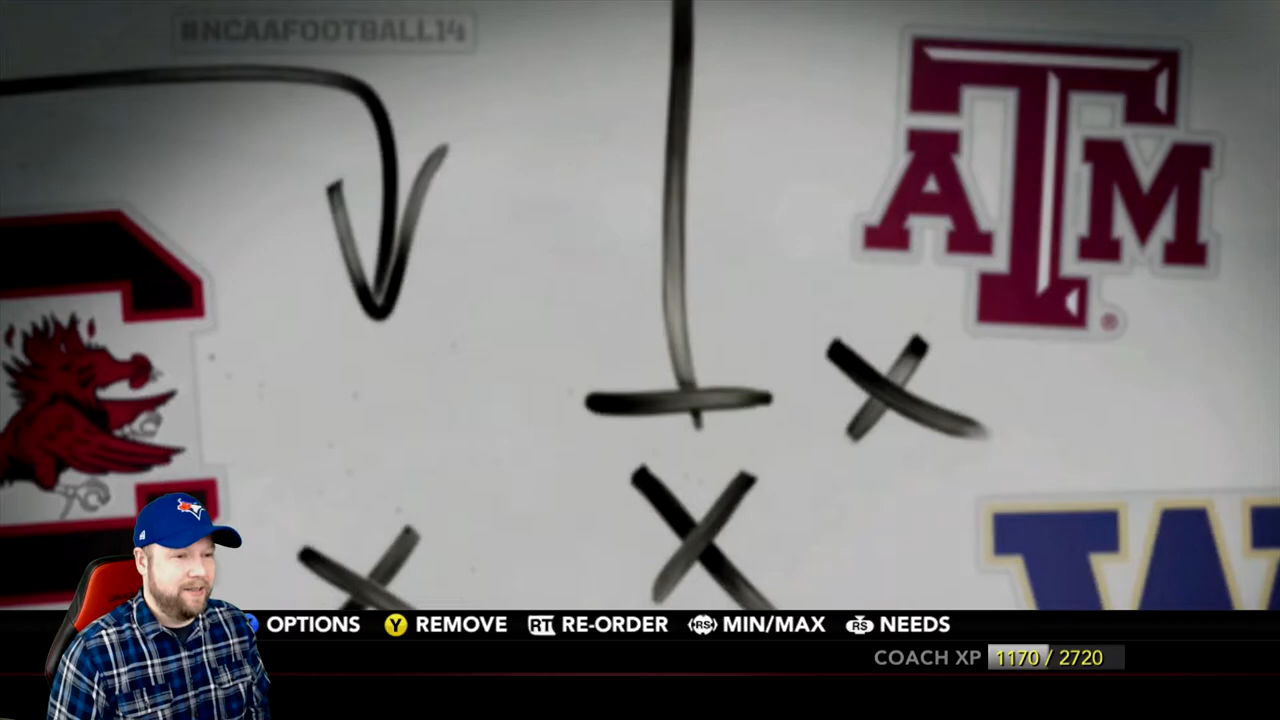 #NCAAFOOTBALL14
ATM
®
W
OPTIONS Y REMOVE RT RE-ORDER RS MIN/MAX RS NEEDS
COACH XP 1170 / 2720